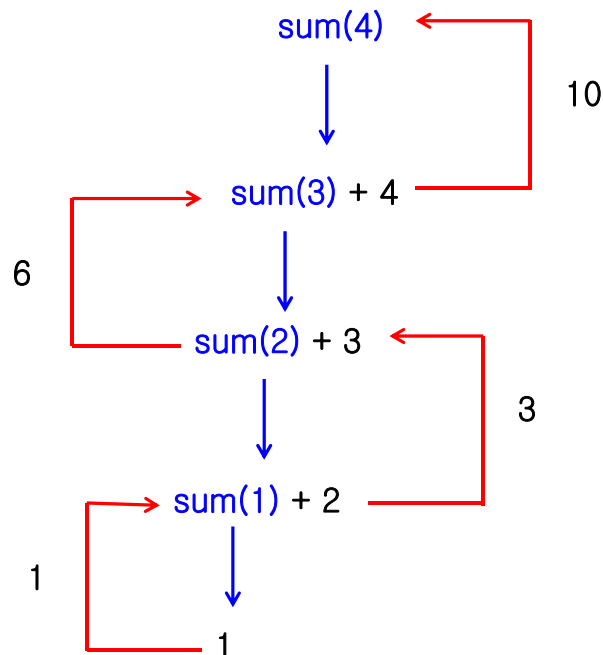 sum(4)
10
sum(3) + 4
6
sum(2) + 3
3
sum(1) + 2
1
1